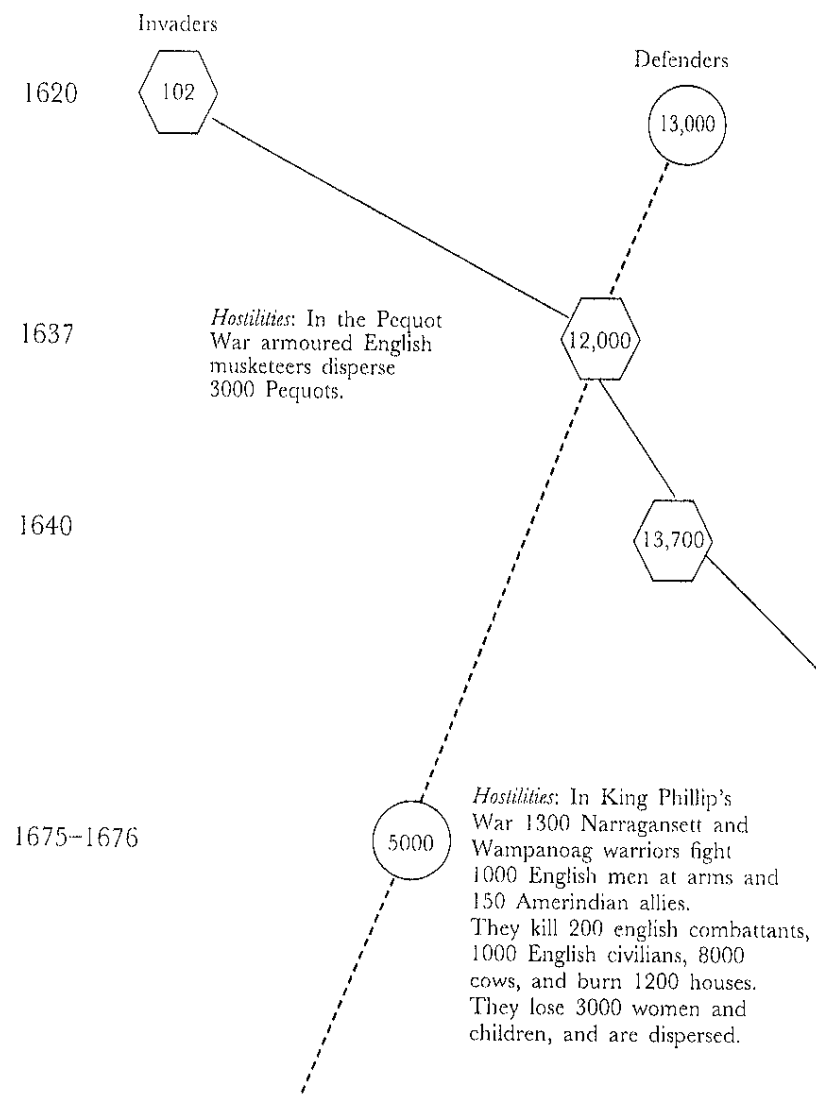 Invaders
Defenders
1620
102
13,000
1637
Hostilities: In the Pequot
War armoured English
musketeers disperse
3000 Pequots.
12,000
1640
13,700
1675–1676
5000
Hostilities: In King Phillip's
War 1300 Narragansett and
Wampanoag warriors fight
1000 English men at arms and
150 Amerindian allies.
They kill 200 english combattants,
1000 English civilians, 8000
cows, and burn 1200 houses.
They lose 3000 women and
children, and are dispersed.